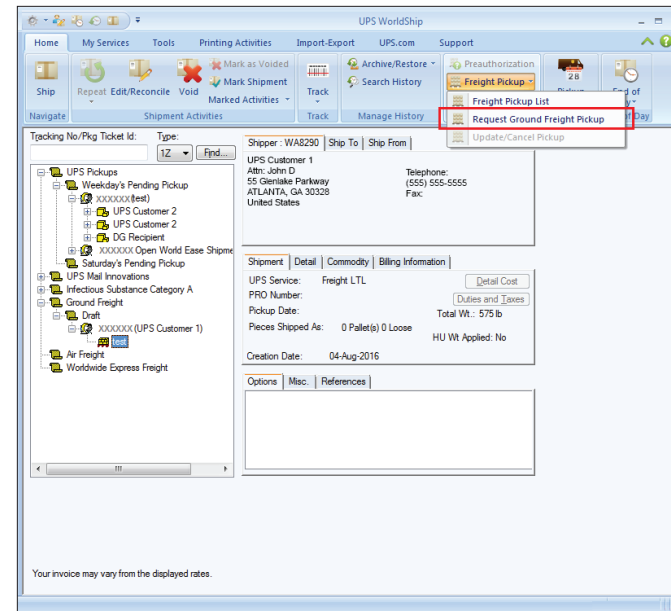 UPS WorldShip
Home My Services Tools Printing Activities Import-Export UPS.com Support
Ship
Repeat Edit/Reconcile Void
Mark as Voided
Mark Shipment
Marked Activities
Track
Archive/Restore
Search History
Preauthorization
Freight Pickup
28
End of
Navigate Shipment Activities Track Manage History Day
Freight Pickup List
Request Ground Freight Pickup
Update/Cancel Pickup
Tracking No/Pkg Ticket Id: Type:
1Z Find...
UPS Pickups
Weekday's Pending Pickup
XXXXXX(test)
UPS Customer 2
UPS Customer 2
DG Recipient
XXXXXX Open World Ease Shipme
Saturday's Pending Pickup
UPS Mail Innovations
Infectious Substance Category A
Ground Freight
Draft
XXXXXX (UPS Customer 1)
test
Air Freight
Worldwide Express Freight
Shipper : WA8290 Ship To Ship From
UPS Customer 1
Attn: John D Telephone:
55 Glenlake Parkway (555) 555-5555
ATLANTA, GA 30328 Fax:
United States
Shipment Detail Commodity Billing Information
UPS Service: Freight LTL Detail Cost
PRO Number: Duties and Taxes
Pickup Date: Total Wt.: 575 lb
Pieces Shipped As: 0 Pallet(s) 0 Loose
HU Wt Applied: No
Creation Date: 04-Aug-2016
Options Misc. References
Your invoice may vary from the displayed rates.